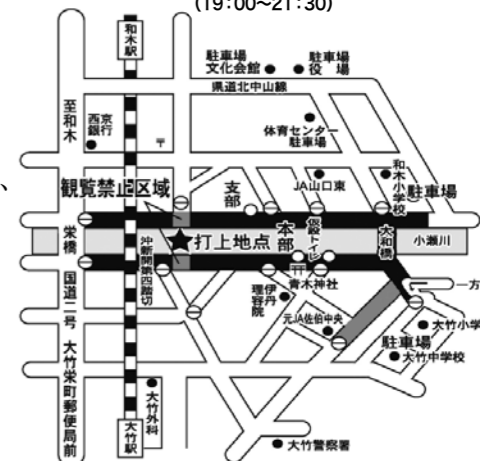 (19:00~21:30)
和木駅
駐車場
文化会館
駐車場
役場
県道北中山線
至和木
西京
銀行
〒
体育センター
駐車場
JA山口東
和木小学校
駐車場
、
観覧禁止区域
支部
栄橋
打上地点
本部
仮設トイレ
大和橋
小瀬川
沖新開第四踏切
青木神社
一方
国道二号
伊丹
理容院
元JA佐伯中央
大竹小学
駐車場
大竹中学校
大竹栄町郵便局前
大竹外科
大竹駅
大竹警察署